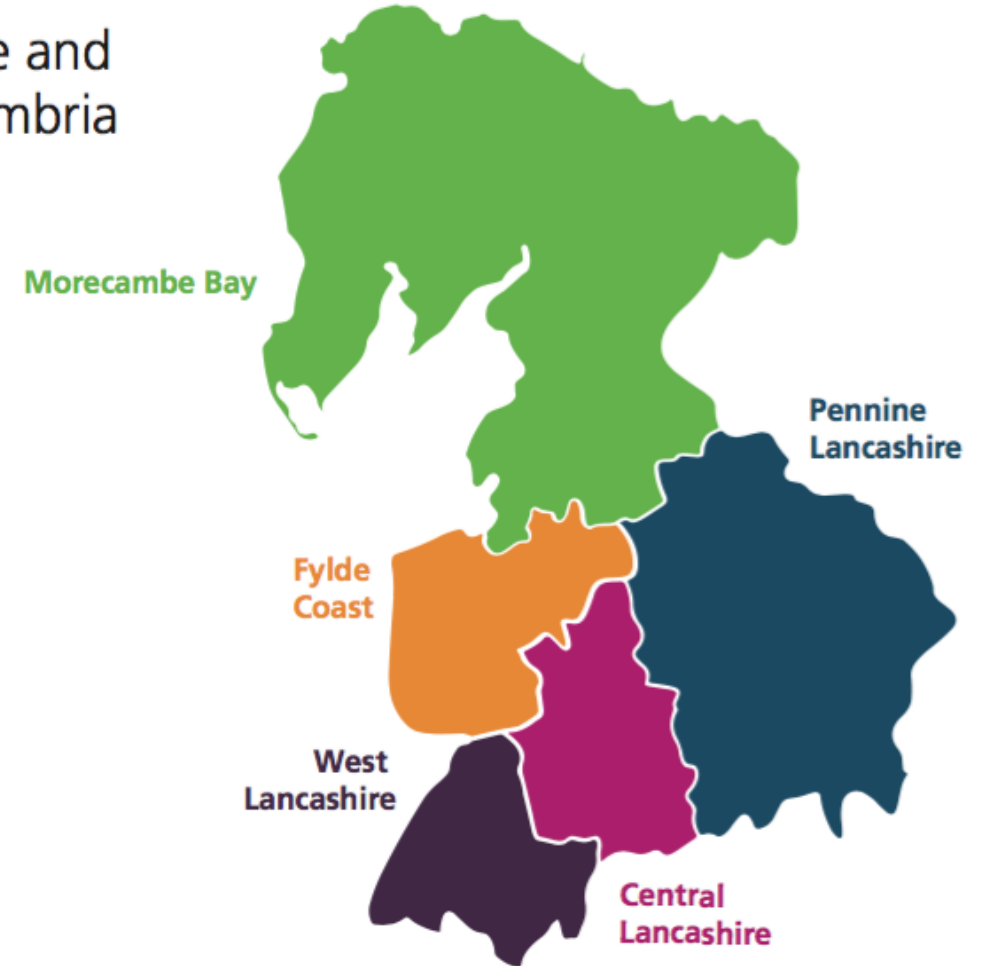 e and
mbria
Morecambe Bay
Pennine
Lancashire
Fylde
Coast
West
Lancashire
Central
Lancashire